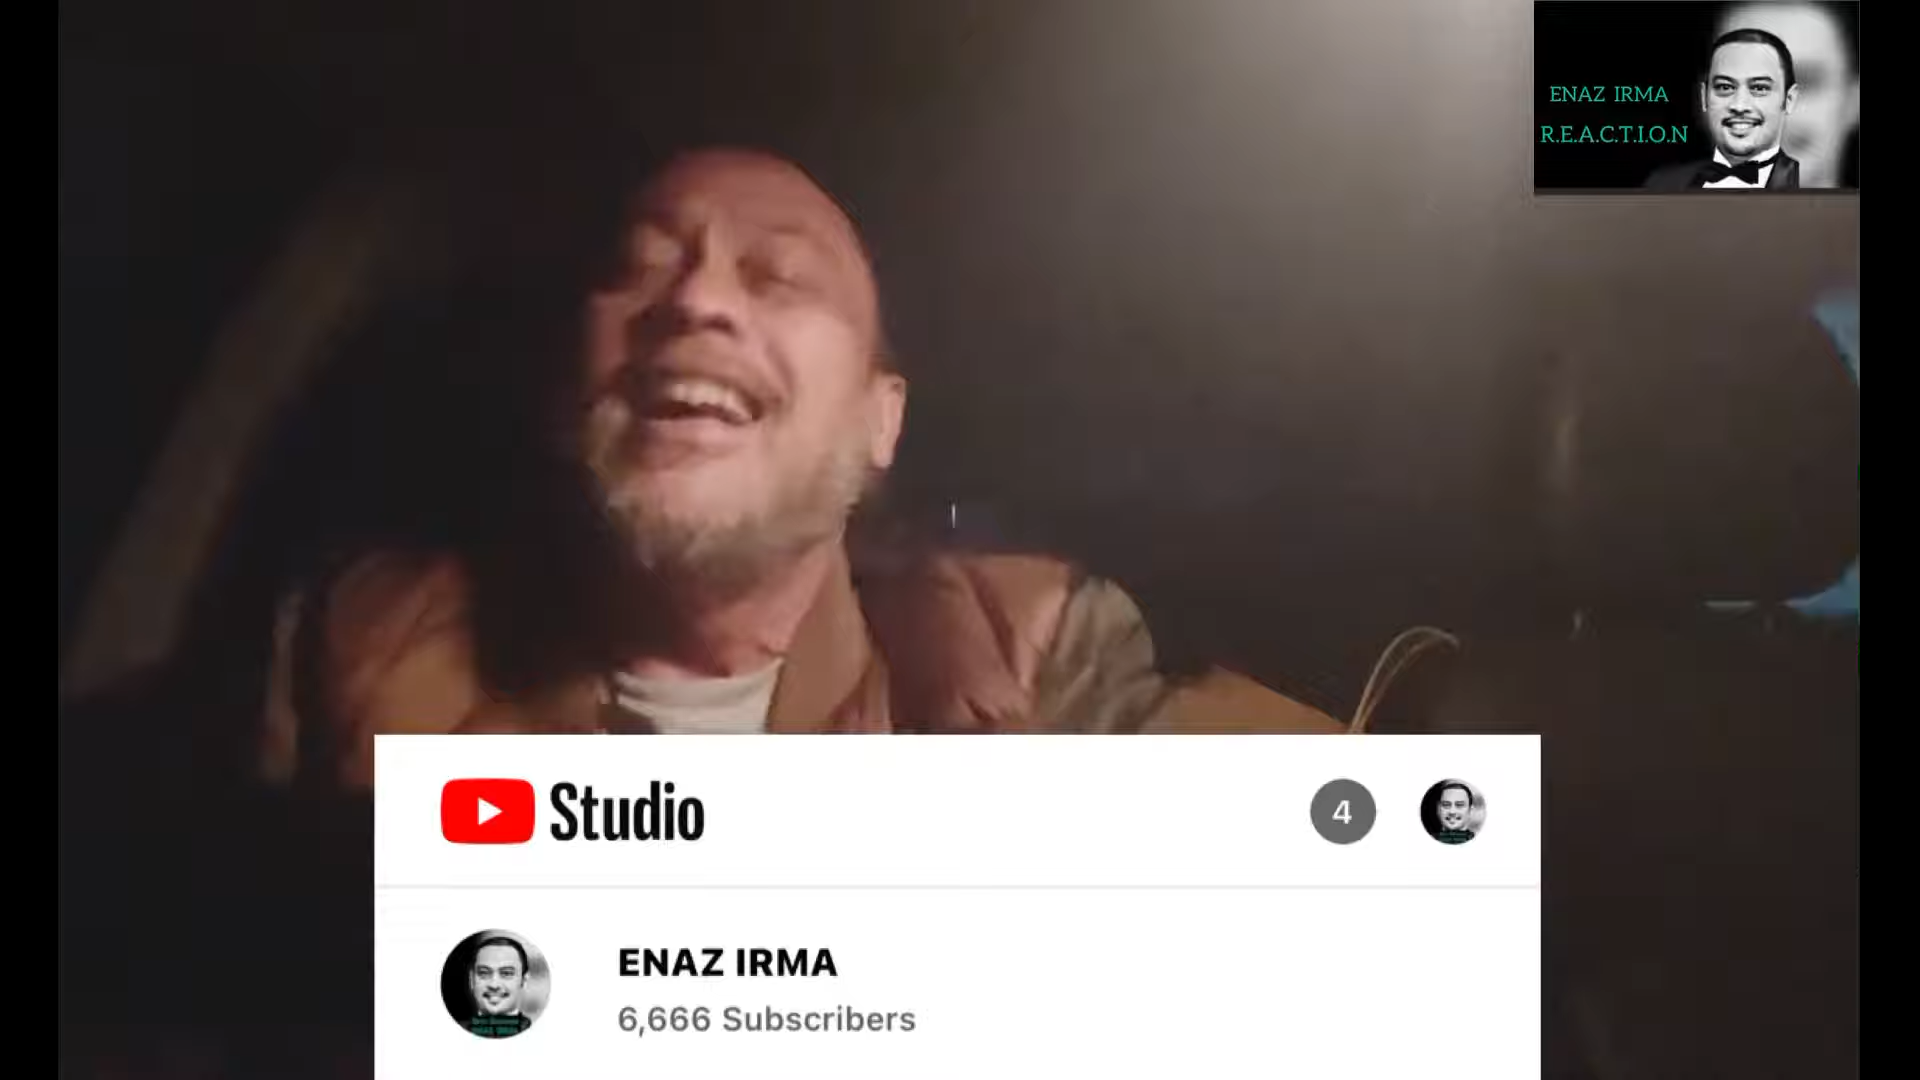 ENAZ IRMA
R.E.A.C.T.I.O.N
Studio
4
ENAZ IRMA
6,666 Subscribers